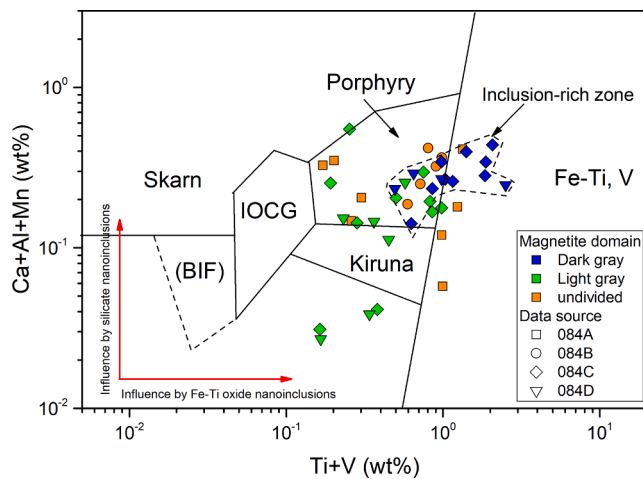 10⁰
10⁻¹
10⁻²
Ca+Al+Mn (wt%)
Porphyry
Inclusion-rich zone
Skarn
IOCG
Fe-Ti, V
(BIF)
Kiruna
Influence by silicate nanoinclusions
Influence by Fe-Ti oxide nanoinclusions
Magnetite domain
Dark gray
Light gray
undivided
Data source
084A
084B
084C
084D
10⁻²
10⁻¹
10⁰
10¹
Ti+V (wt%)